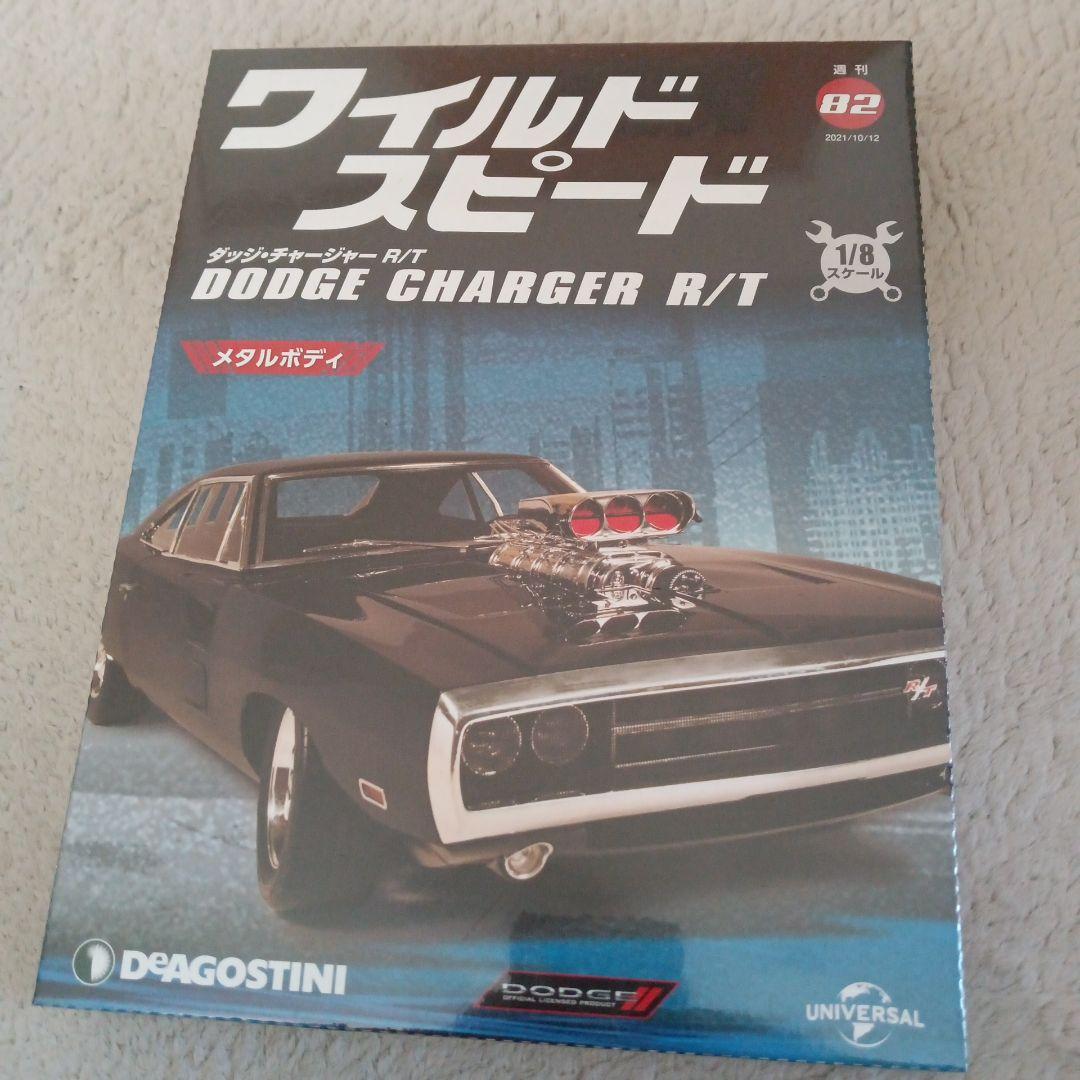 ワイルド
スピード
ダッジ・チャージャー R/T
DODGE CHARGER R/T
週刊
82
2021/10/12
1/8
スケール
メタルボディ
R/T
DeAGOSTINI
DODGE
OFFICIAL LICENSED PRODUCT
UNIVERSAL